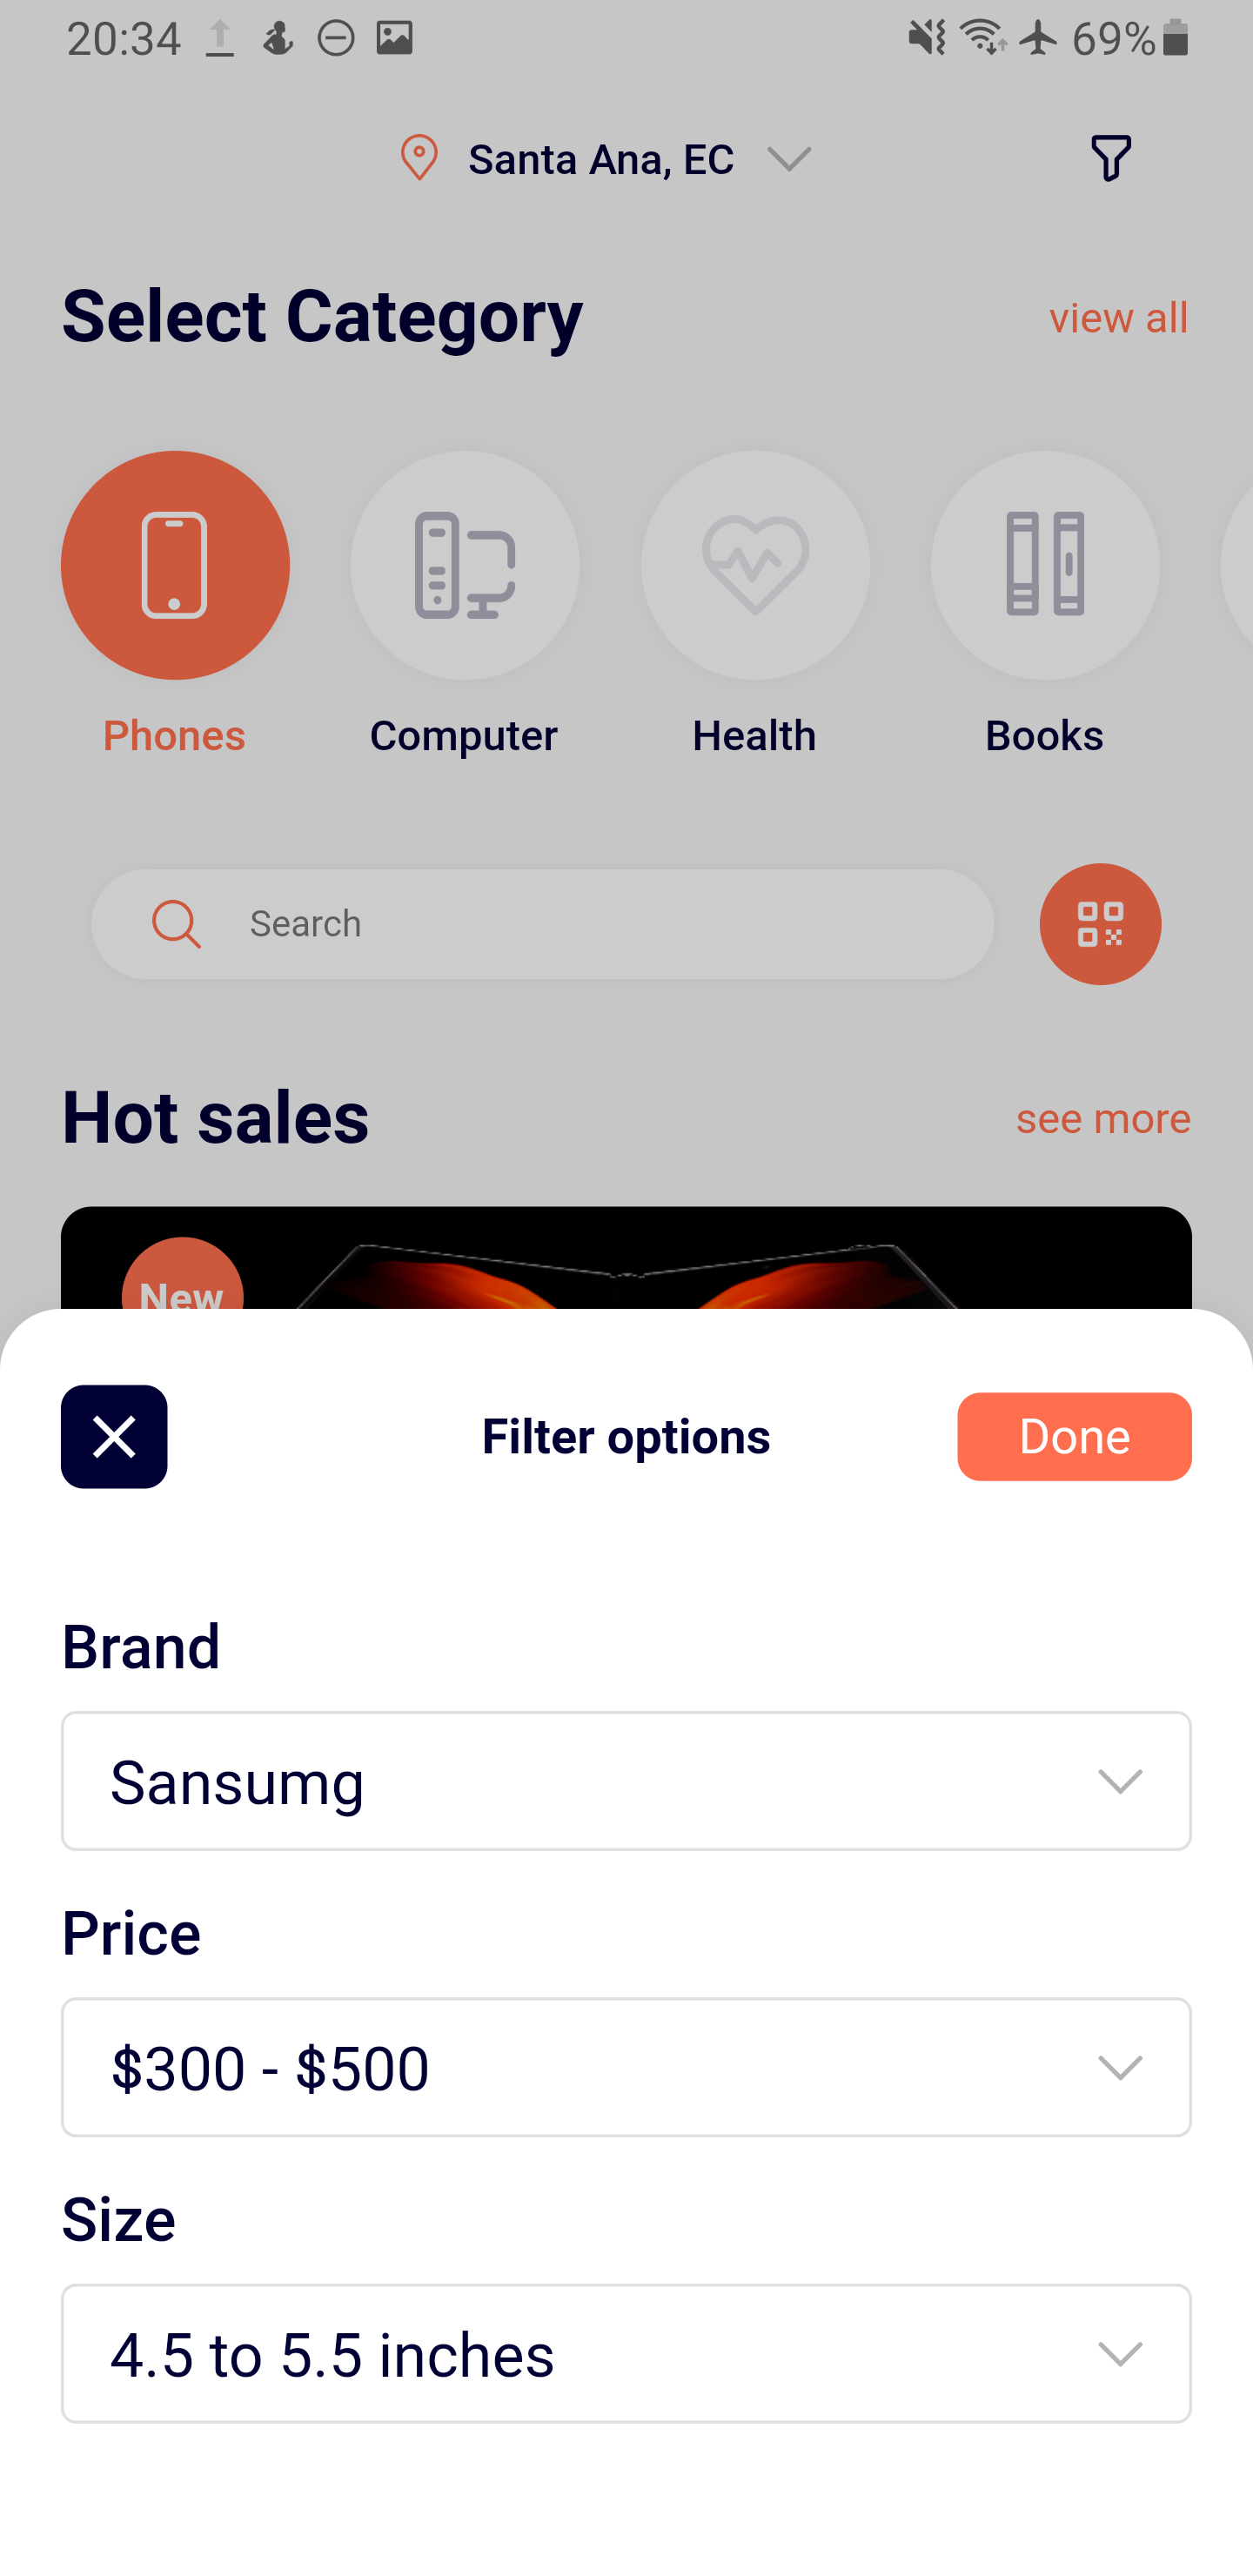 20:34
69%
Santa Ana, EC
Select Category
view all
Phones
Computer
Health
Books
Search
Hot sales
see more
New
Filter options
Done
Brand
Sansumg
Price
$300 - $500
Size
4.5 to 5.5 inches